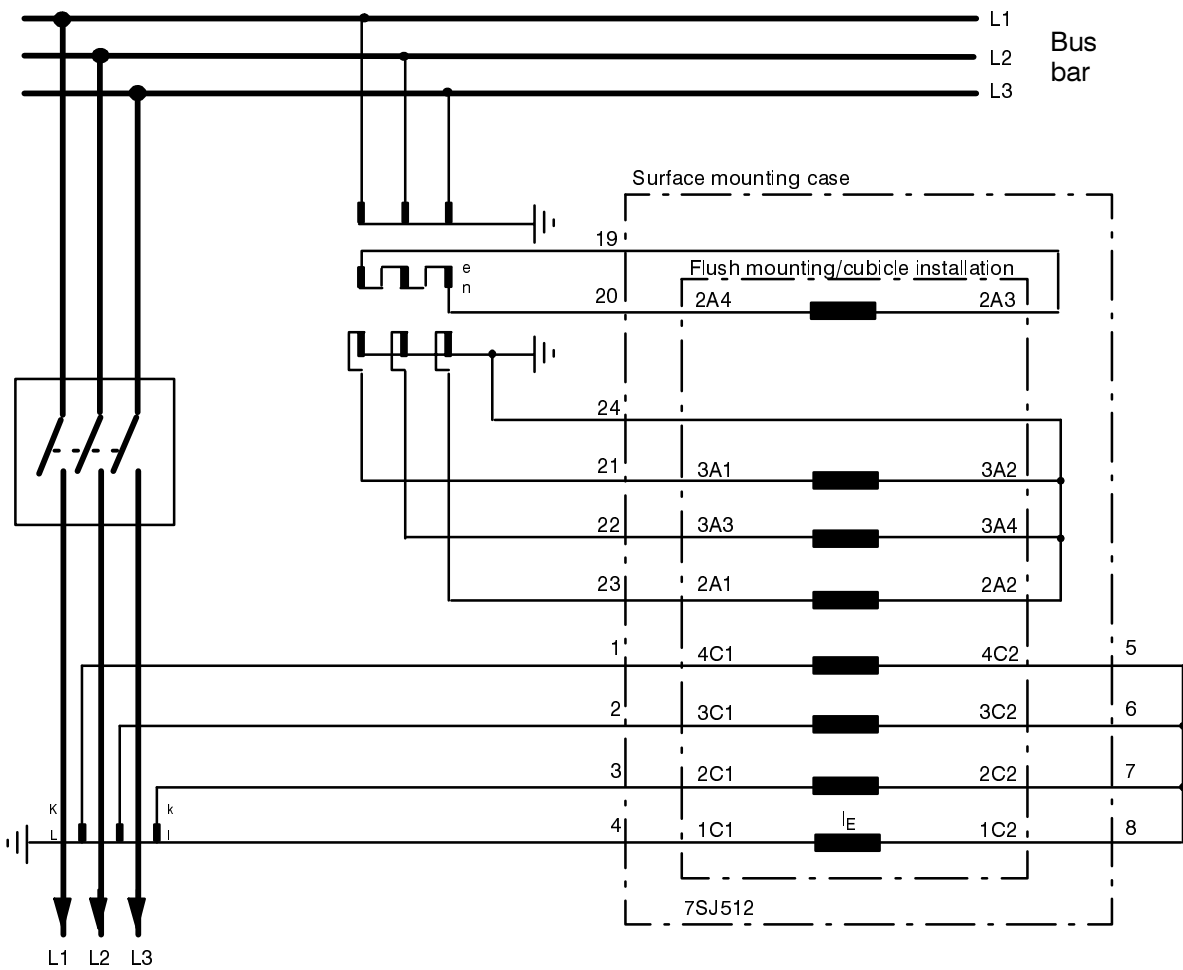 L1
L2
L3
Bus
bar
Surface mounting case
19
Flush mounting/cubicle installation
e
n
20
2A4
2A3
24
21
3A1
3A2
22
3A3
3A4
23
2A1
2A2
1
4C1
4C2
5
2
3C1
3C2
6
3
2C1
2C2
7
K
k
L
l
4
1C1
IE
1C2
8
7SJ512
L1 L2 L3